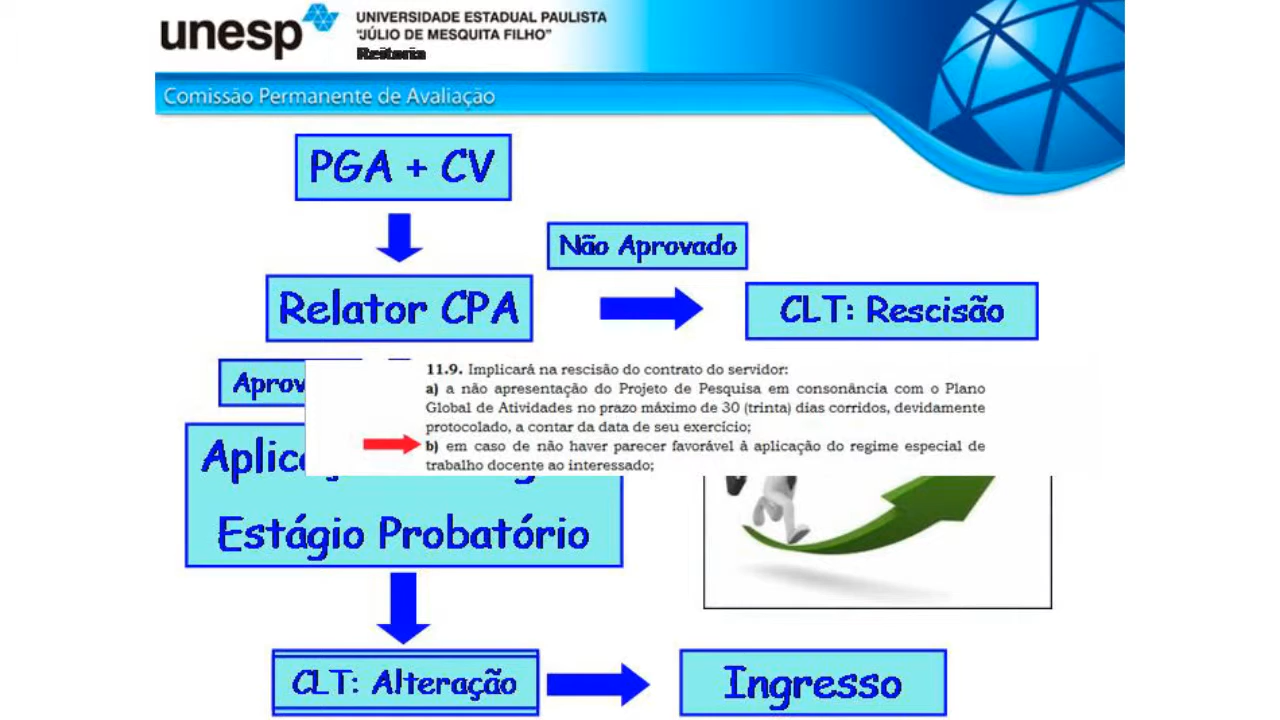 unesp
UNIVERSIDADE ESTADUAL PAULISTA
"JÚLIO DE MESQUITA FILHO"
Reitoria
Comissão Permanente de Avaliação
PGA + CV
Não Aprovado
Relator CPA
CLT: Rescisão
11.9. Implicará na rescisão do contrato do servidor:
a) a não apresentação do Projeto de Pesquisa em consonância com o Plano
Global de Atividades no prazo máximo de 30 (trinta) dias corridos, devidamente
protocolado, a contar da data de seu exercício;
b) em caso de não haver parecer favorável à aplicação do regime especial de
trabalho docente ao interessado;
Estágio Probatório
CLT: Alteração
Ingresso